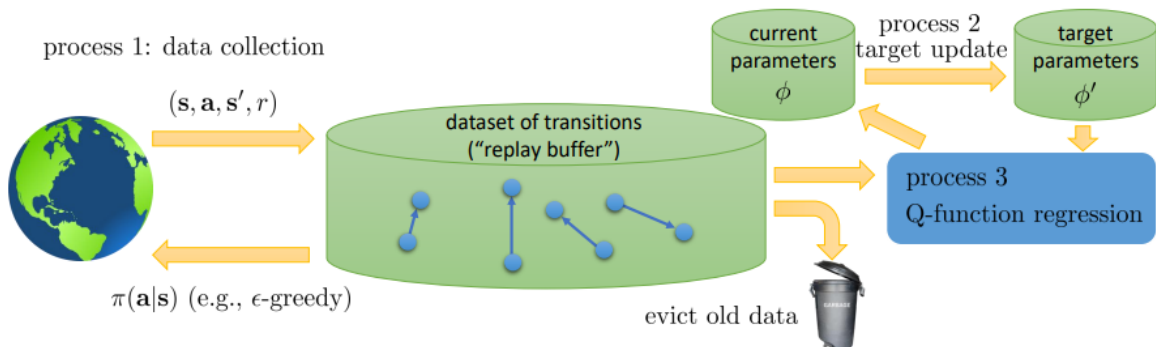 process 1: data collection
(s, a, s′, r)
π(a|s) (e.g., ϵ-greedy)
dataset of transitions
(“replay buffer”)
evict old data
GARBAGE
current
parameters
ϕ
process 2
target update
target
parameters
ϕ′
process 3
Q-function regression